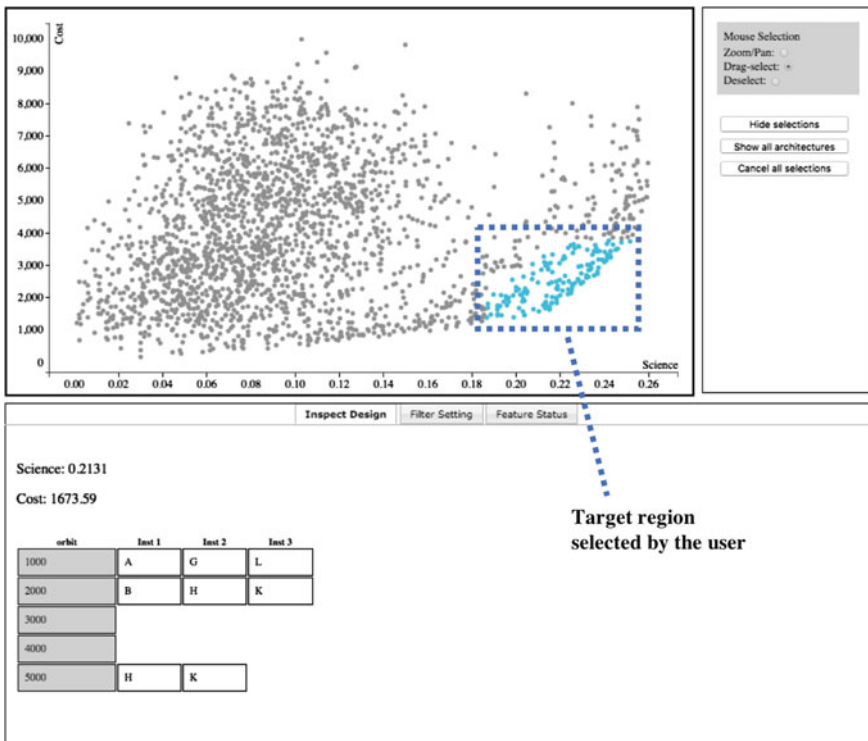 Cost
10,000
9,000
8,000
7,000
6,000
5,000
4,000
3,000
2,000
1,000
0
Science
0.00 0.02 0.04 0.06 0.08 0.10 0.12 0.14 0.16 0.18 0.20 0.22 0.24 0.26
Mouse Selection
Zoom/Pan:
Drag-select:
Deselect:
Hide selections
Show all architectures
Cancel all selections
Inspect Design Filter Setting Feature Status
Science: 0.2131
Cost: 1673.59
Target region
selected by the user
orbit Inst 1 Inst 2 Inst 3
1000 A G L
2000 B H K
3000
4000
5000 H K